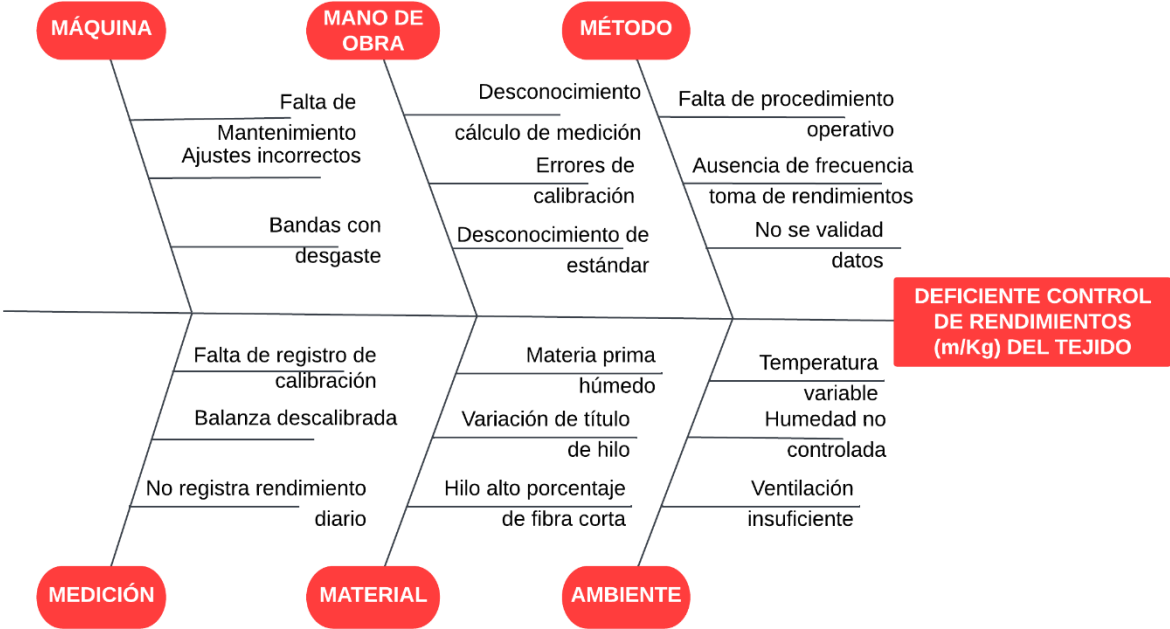 MÁQUINA
MANO DE
OBRA
MÉTODO
Falta de
Mantenimiento
Ajustes incorrectos
Bandas con
desgaste
Desconocimiento
cálculo de medición
Errores de
calibración
Desconocimiento de
estándar
Falta de procedimiento
operativo
Ausencia de frecuencia
toma de rendimientos
No se validad
datos
DEFICIENTE CONTROL
DE RENDIMIENTOS
(m/Kg) DEL TEJIDO
Falta de registro de
calibración
Balanza descalibrada
No registra rendimiento
diario
Materia prima
húmedo
Variación de título
de hilo
Hilo alto porcentaje
de fibra corta
Temperatura
variable
Humedad no
controlada
Ventilación
insuficiente
MEDICIÓN
MATERIAL
AMBIENTE